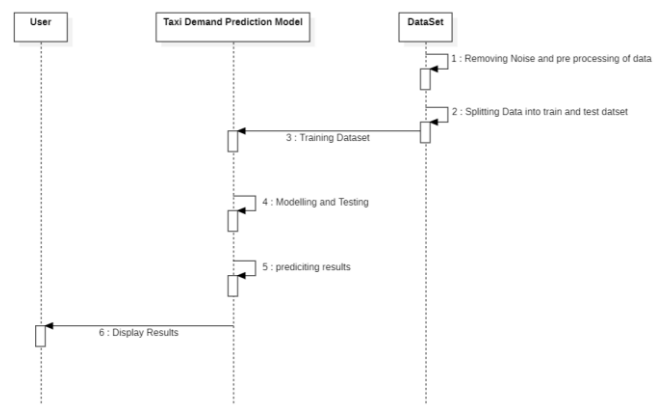 User
Taxi Demand Prediction Model
DataSet
1 : Removing Noise and pre processing of data
2 : Splitting Data into train and test datset
3 : Training Dataset
4 : Modelling and Testing
5 : prediciting results
6 : Display Results